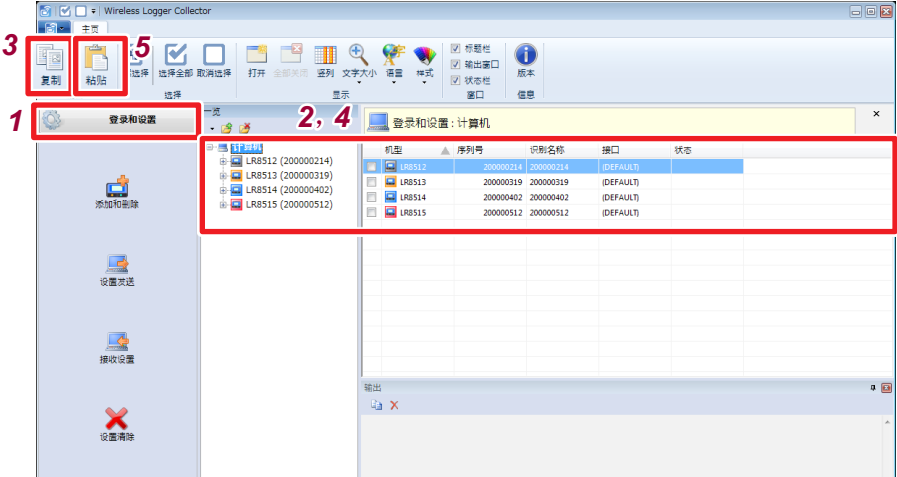 Wireless Logger Collector
主页
3
5
复制
粘贴
选择
选择全部
取消选择
打开
全部关闭
竖列
文字大小
语言
样式
标题栏
输出窗口
状态栏
版本
选择
显示
窗口
信息
1
登录和设置
一览
2，4
登录和设置 : 计算机
×
计算机
LR8512 (200000214)
LR8513 (200000319)
LR8514 (200000402)
LR8515 (200000512)
机型 序列号 识别名称 接口 状态
LR8512 200000214 200000214 (DEFAULT)
LR8513 200000319 200000319 (DEFAULT)
LR8514 200000402 200000402 (DEFAULT)
LR8515 200000512 200000512 (DEFAULT)
添加和删除
设置发送
接收设置
设置清除
输出